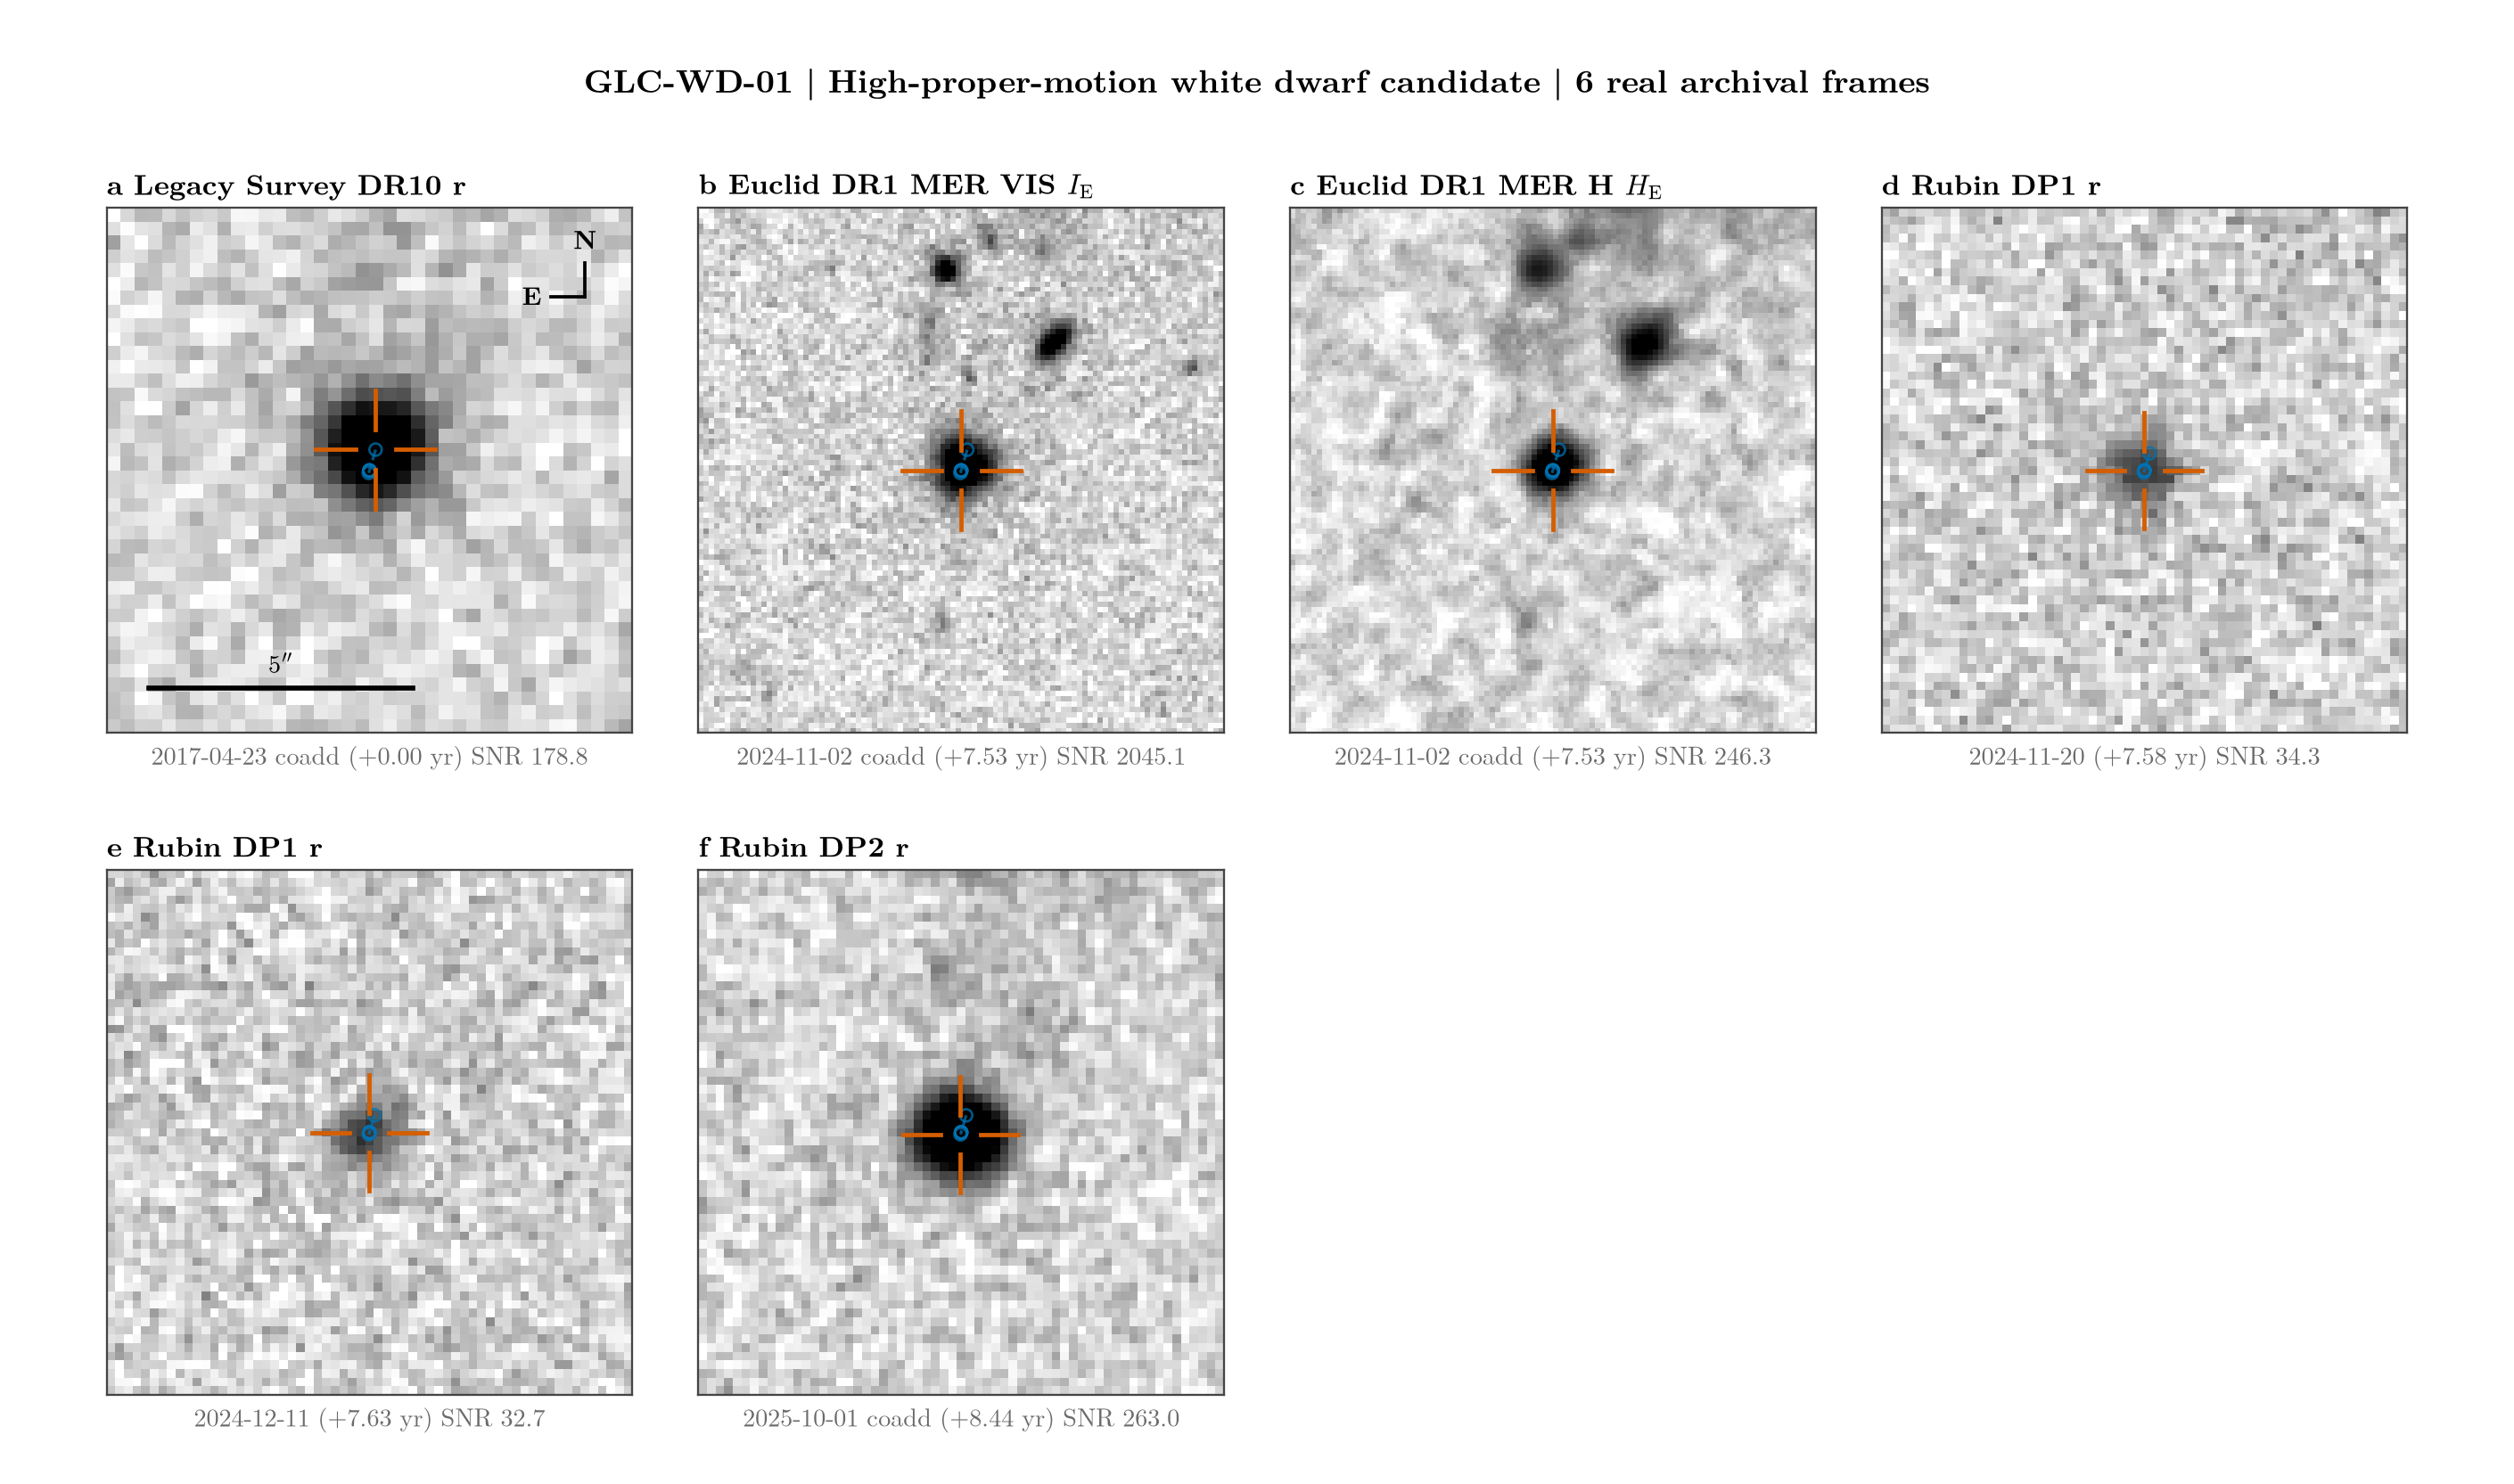 GLC-WD-01 | High-proper-motion white dwarf candidate | 6 real archival frames
a Legacy Survey DR10 r
b Euclid DR1 MER VIS I_E
c Euclid DR1 MER H H_E
d Rubin DP1 r
N
E
5″
2017-04-23 coadd (+0.00 yr) SNR 178.8
2024-11-02 coadd (+7.53 yr) SNR 2045.1
2024-11-02 coadd (+7.53 yr) SNR 246.3
2024-11-20 (+7.58 yr) SNR 34.3
e Rubin DP1 r
f Rubin DP2 r
2024-12-11 (+7.63 yr) SNR 32.7
2025-10-01 coadd (+8.44 yr) SNR 263.0